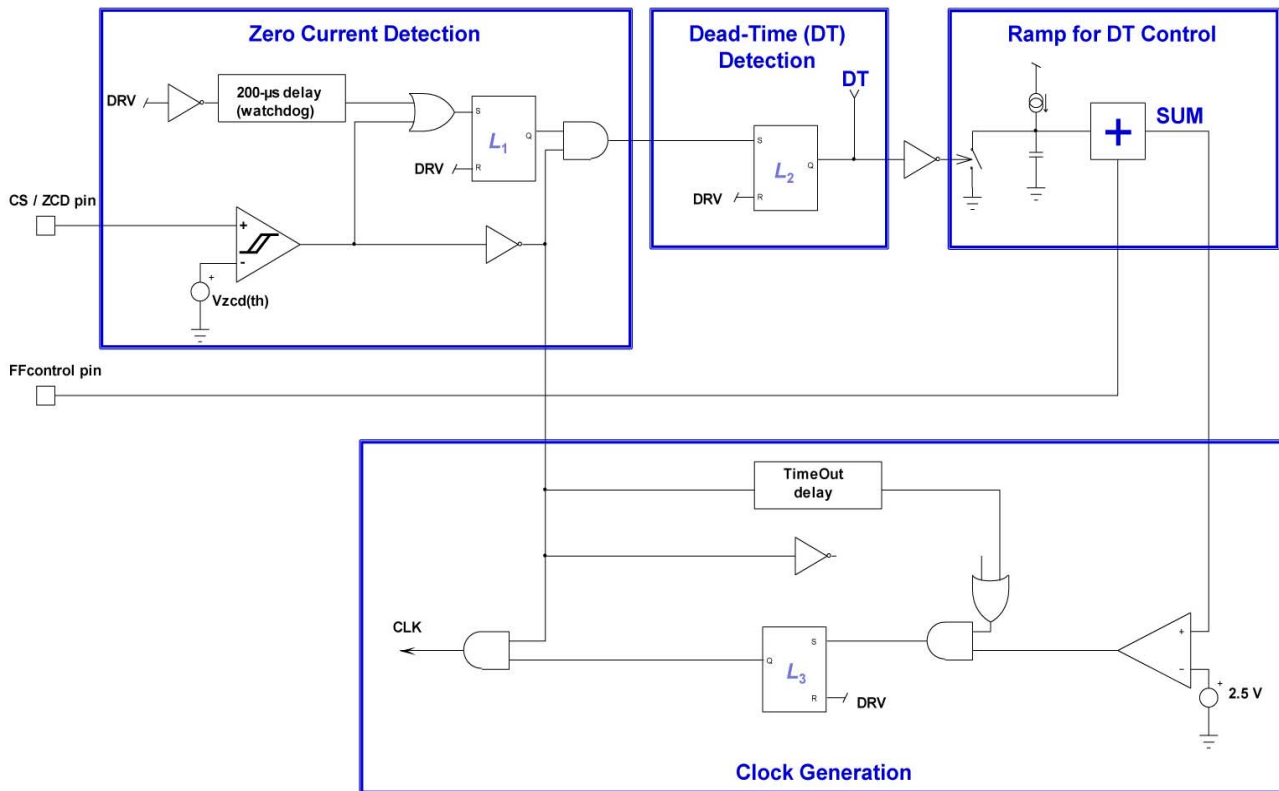 Zero Current Detection
Dead-Time (DT)
Detection
Ramp for DT Control
DRV
200-µs delay
(watchdog)
S
L1
Q
R
DRV
DT
S
L2
Q
R
DRV
+
SUM
CS / ZCD pin
+
-
+
Vzcd(th)
FFcontrol pin
TimeOut
delay
CLK
S
Q
L3
R
DRV
+
−
+
2.5 V
Clock Generation